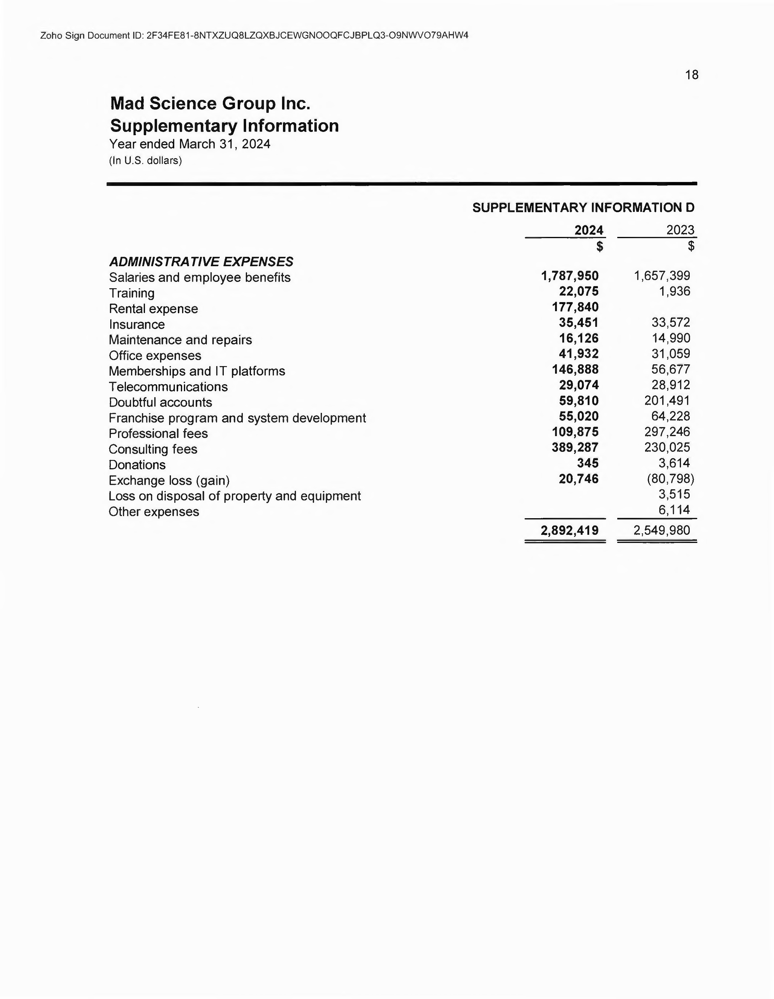 Zoho Sign Document ID: 2F34FE81-8NTXZUQ8LZQXBJCEWGNOOQFCJBPLQ3-O9NWVO79AHW4
18
Mad Science Group Inc.
Supplementary Information
Year ended March 31, 2024
(In U.S. dollars)
SUPPLEMENTARY INFORMATION D
2024 2023
$ $
ADMINISTRATIVE EXPENSES
Salaries and employee benefits 1,787,950 1,657,399
Training 22,075 1,936
Rental expense 177,840
Insurance 35,451 33,572
Maintenance and repairs 16,126 14,990
Office expenses 41,932 31,059
Memberships and IT platforms 146,888 56,677
Telecommunications 29,074 28,912
Doubtful accounts 59,810 201,491
Franchise program and system development 55,020 64,228
Professional fees 109,875 297,246
Consulting fees 389,287 230,025
Donations 345 3,614
Exchange loss (gain) 20,746 (80,798)
Loss on disposal of property and equipment 3,515
Other expenses 6,114
2,892,419 2,549,980